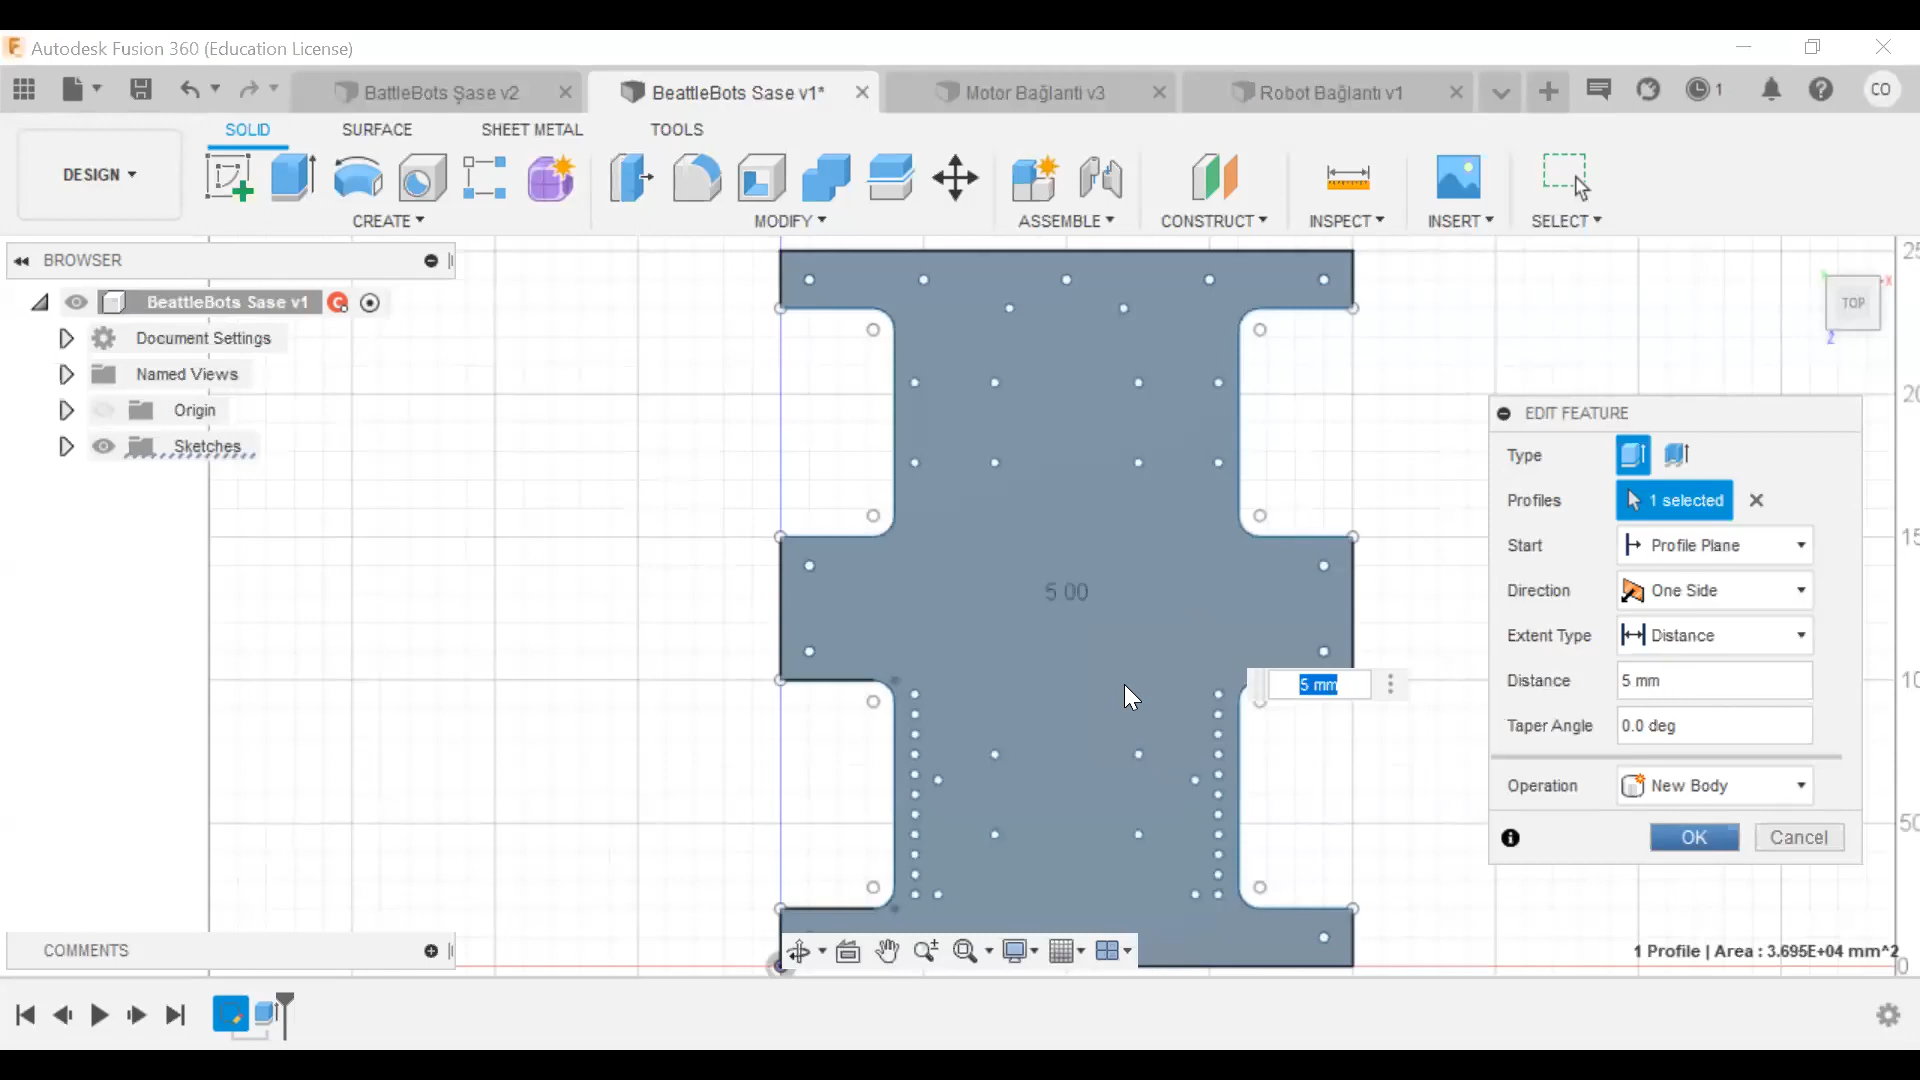 Autodesk Fusion 360 (Education License)
BattleBots Şase v2
BeattleBots Sase v1*
Motor Bağlanti v3
Robot Bağlantı v1
1
CO
SOLID
SURFACE
SHEET METAL
TOOLS
DESIGN
CREATE
MODIFY
ASSEMBLE
CONSTRUCT
INSPECT
INSERT
SELECT
BROWSER
BeattleBots Sase v1
Document Settings
Named Views
Origin
Sketches
TOP
X
Z
EDIT FEATURE
Type
Profiles
1 selected
Start
Profile Plane
Direction
One Side
Extent Type
Distance
Distance
5 mm
Taper Angle
0.0 deg
Operation
New Body
OK
Cancel
5.00
5 mm
COMMENTS
1 Profile | Area : 3.695E+04 mm^2